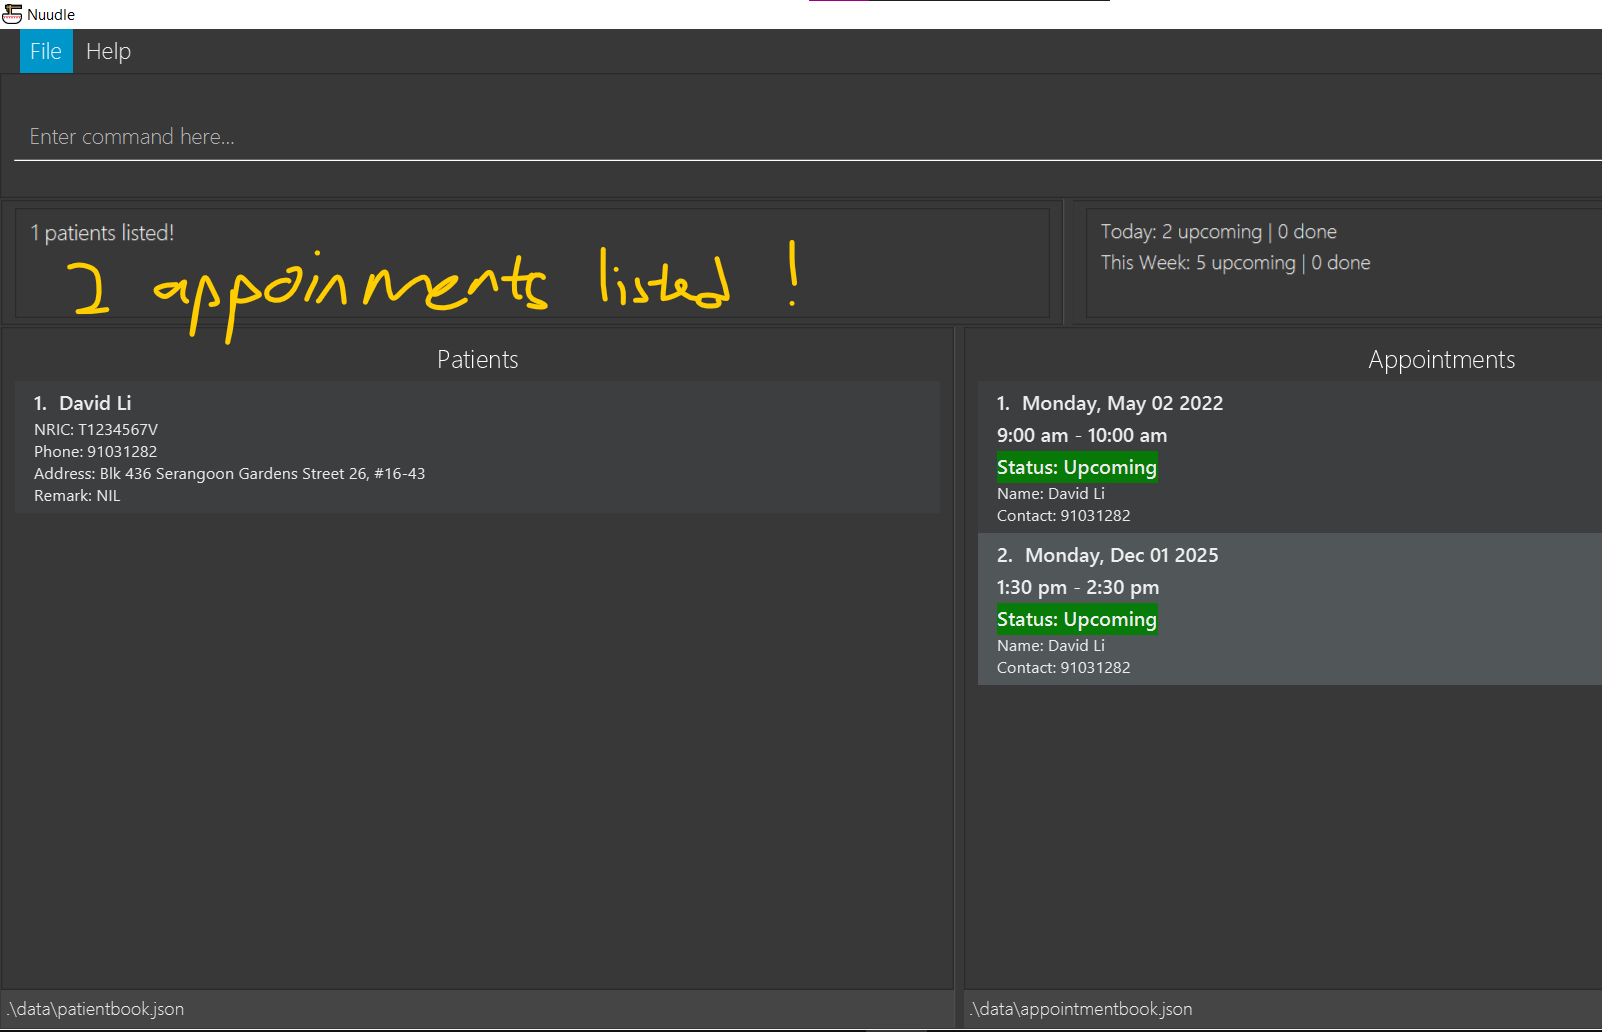 Nuudle
File Help
Enter command here...
1 patients listed!
2 appoinments listed !
Today: 2 upcoming | 0 done
This Week: 5 upcoming | 0 done
Patients
1. David Li
NRIC: T1234567V
Phone: 91031282
Address: Blk 436 Serangoon Gardens Street 26, #16-43
Remark: NIL
Appointments
1. Monday, May 02 2022
9:00 am - 10:00 am
Status: Upcoming
Name: David Li
Contact: 91031282
2. Monday, Dec 01 2025
1:30 pm - 2:30 pm
Status: Upcoming
Name: David Li
Contact: 91031282
.\data\patientbook.json
.\data\appointmentbook.json